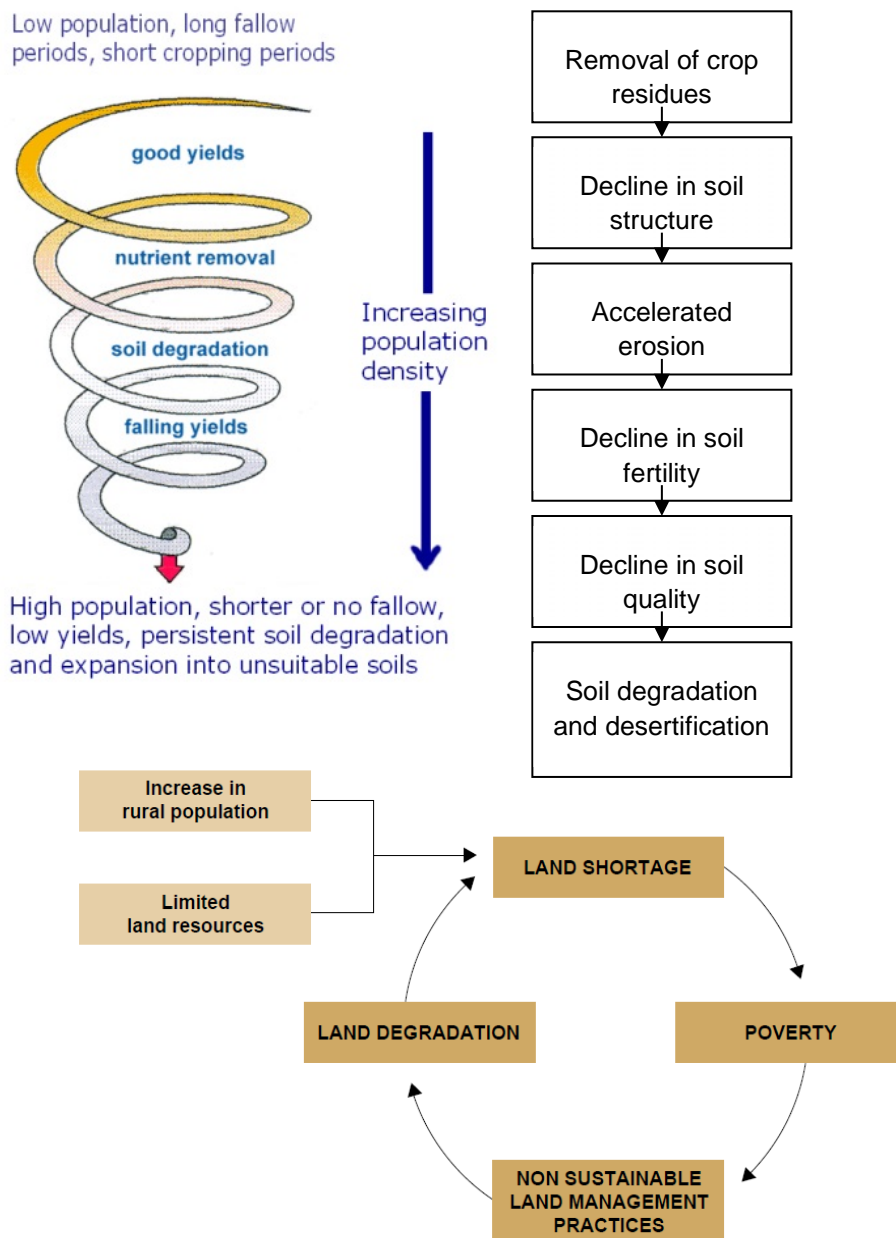 Low population, long fallow
periods, short cropping periods
good yields
nutrient removal
soil degradation
falling yields
Increasing
population
density
High population, shorter or no fallow,
low yields, persistent soil degradation
and expansion into unsuitable soils
Removal of crop
residues
Decline in soil
structure
Accelerated
erosion
Decline in soil
fertility
Decline in soil
quality
Soil degradation
and desertification
Increase in
rural population
Limited
land resources
LAND SHORTAGE
POVERTY
NON SUSTAINABLE
LAND MANAGEMENT
PRACTICES
LAND DEGRADATION